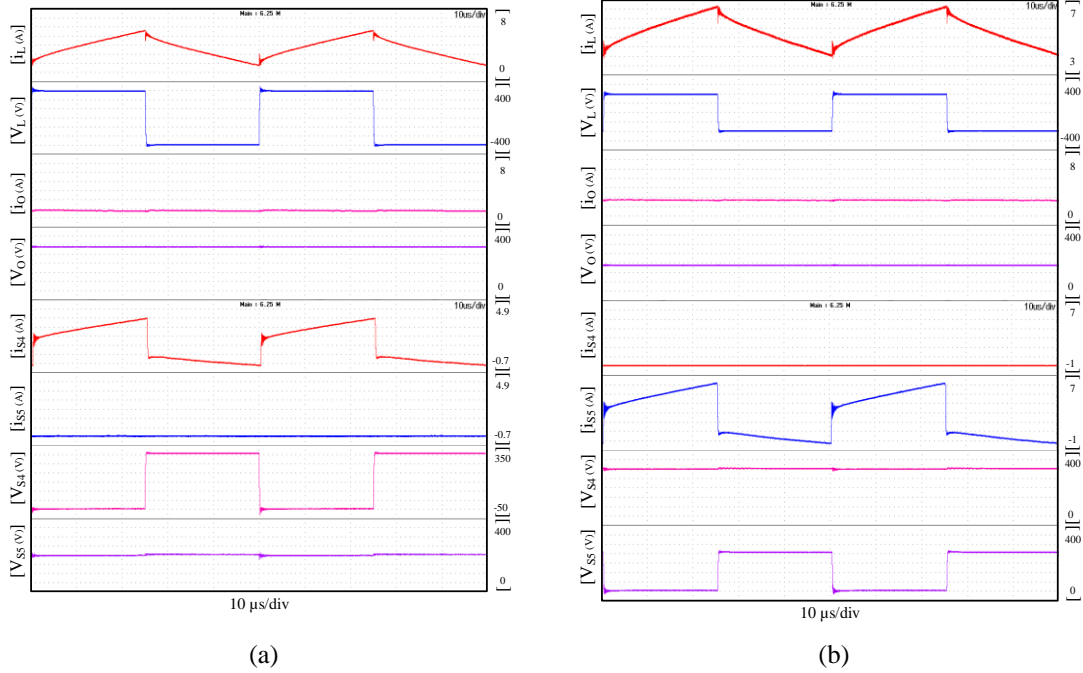 Main : 6.25 M 10us/div
[iL (A)] 8 0
[VL (V)] 400 -400
[iO (A)] 8 0
[VO (V)] 400 0
Main : 6.25 M 10us/div
[iS4 (A)] 4.9 -0.7
[iS5 (A)] 4.9 -0.7
[VS4 (V)] 350 -50
[VS5 (V)] 400 0
10 µs/div
(a)
Main : 6.25 M 10us/div
[iL (A)] 7 3
[VL (V)] 400 -400
[iO (A)] 8 0
[VO (V)] 400 0
Main : 6.25 M 10us/div
[iS4 (A)] 7 -1
[iS5 (A)] 7 -1
[VS4 (V)] 400 0
[VS5 (V)] 400 0
10 µs/div
(b)